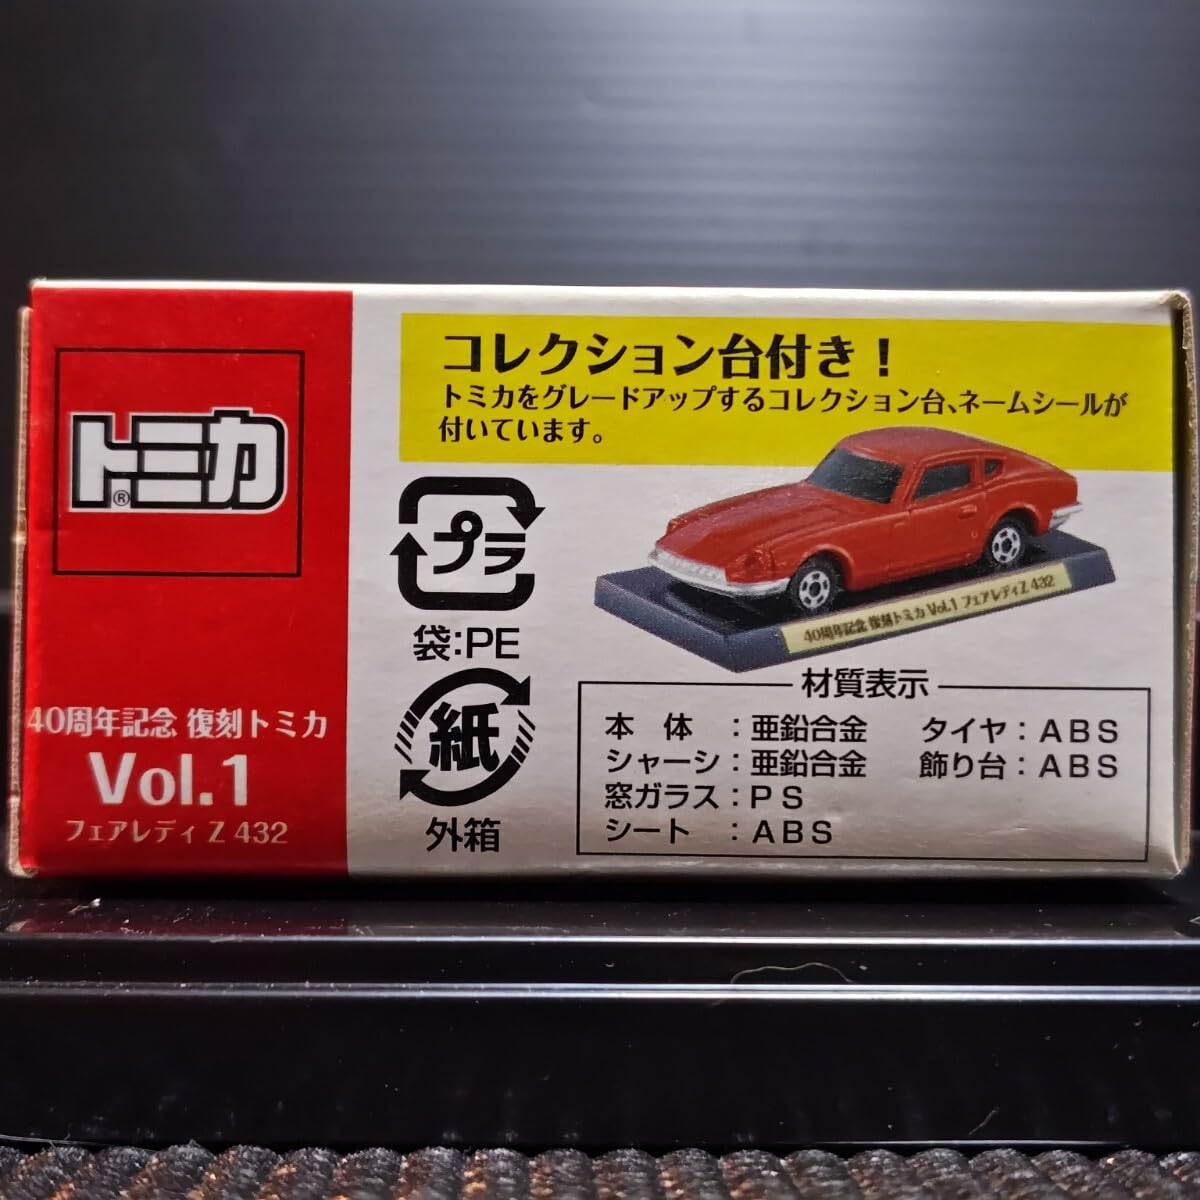 トミカ®
40周年記念 復刻トミカ
Vol.1
フェアレディ Z 432
コレクション台付き！
トミカをグレードアップするコレクション台、ネームシールが
付いています。
プラ
袋:PE
紙
外箱
40周年記念 復刻トミカ Vol.1 フェアレディZ 432
材質表示
本体：亜鉛合金 タイヤ：ABS
シャーシ：亜鉛合金 飾り台：ABS
窓ガラス：PS
シート：ABS